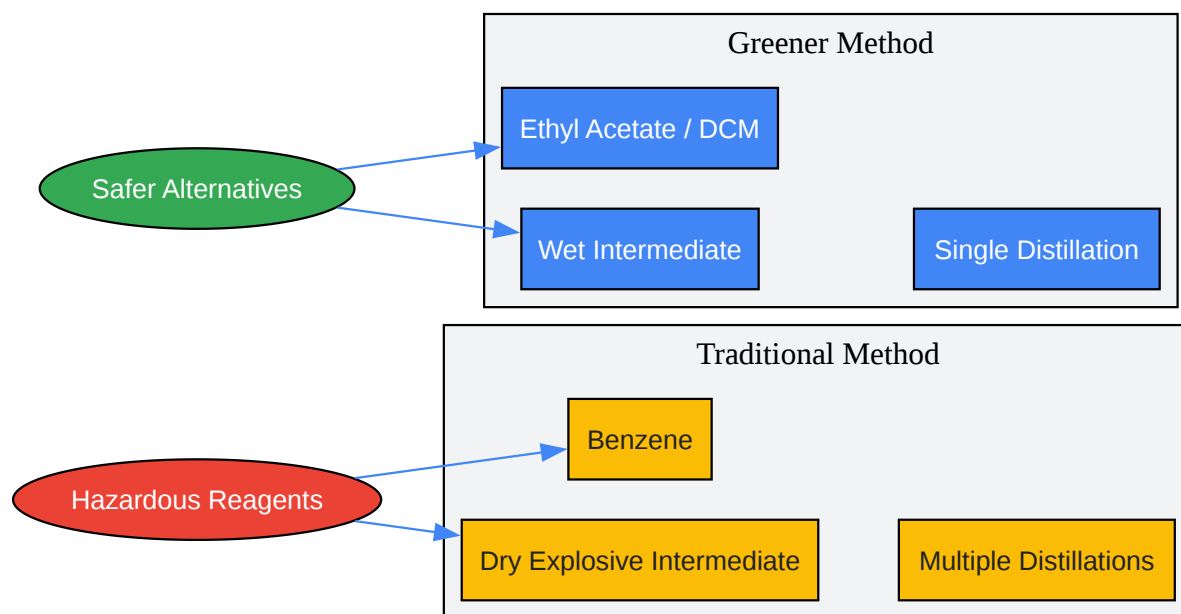 Greener Method
Ethyl Acetate / DCM
Safer Alternatives
Wet Intermediate
Single Distillation
Traditional Method
Benzene
Hazardous Reagents
Dry Explosive Intermediate
Multiple Distillations